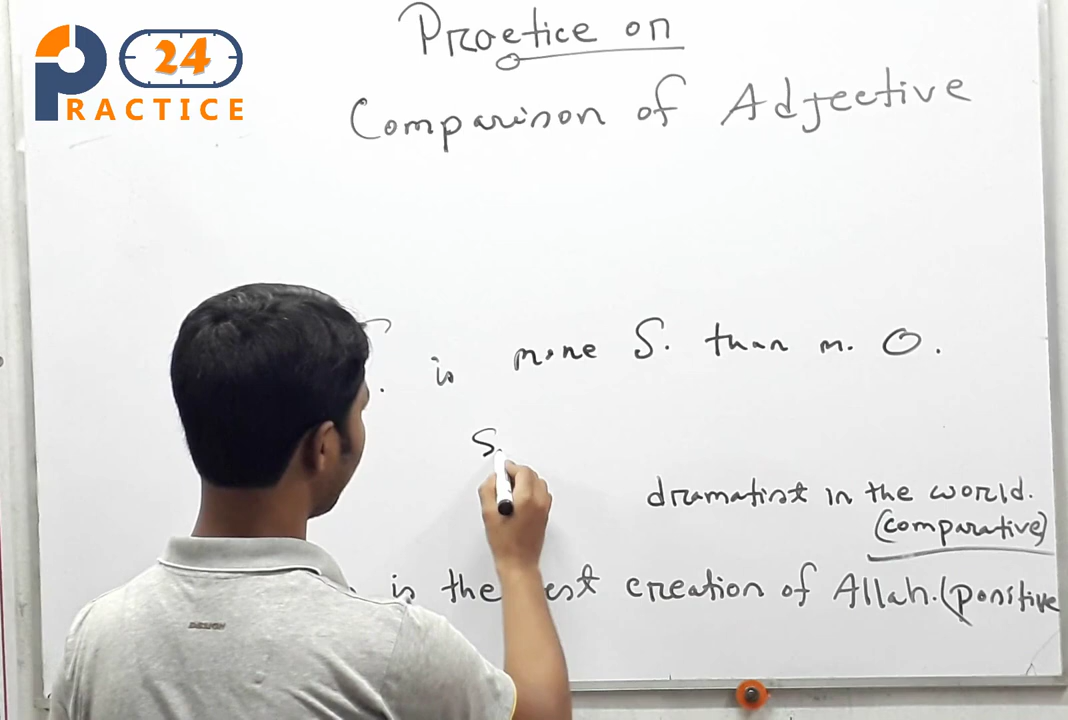 24
PRACTICE
Practice on
Comparison of Adjective
is more S. than m. O.
S.
dramatist in the world.
(comparative)
is the est creation of Allah. (positive